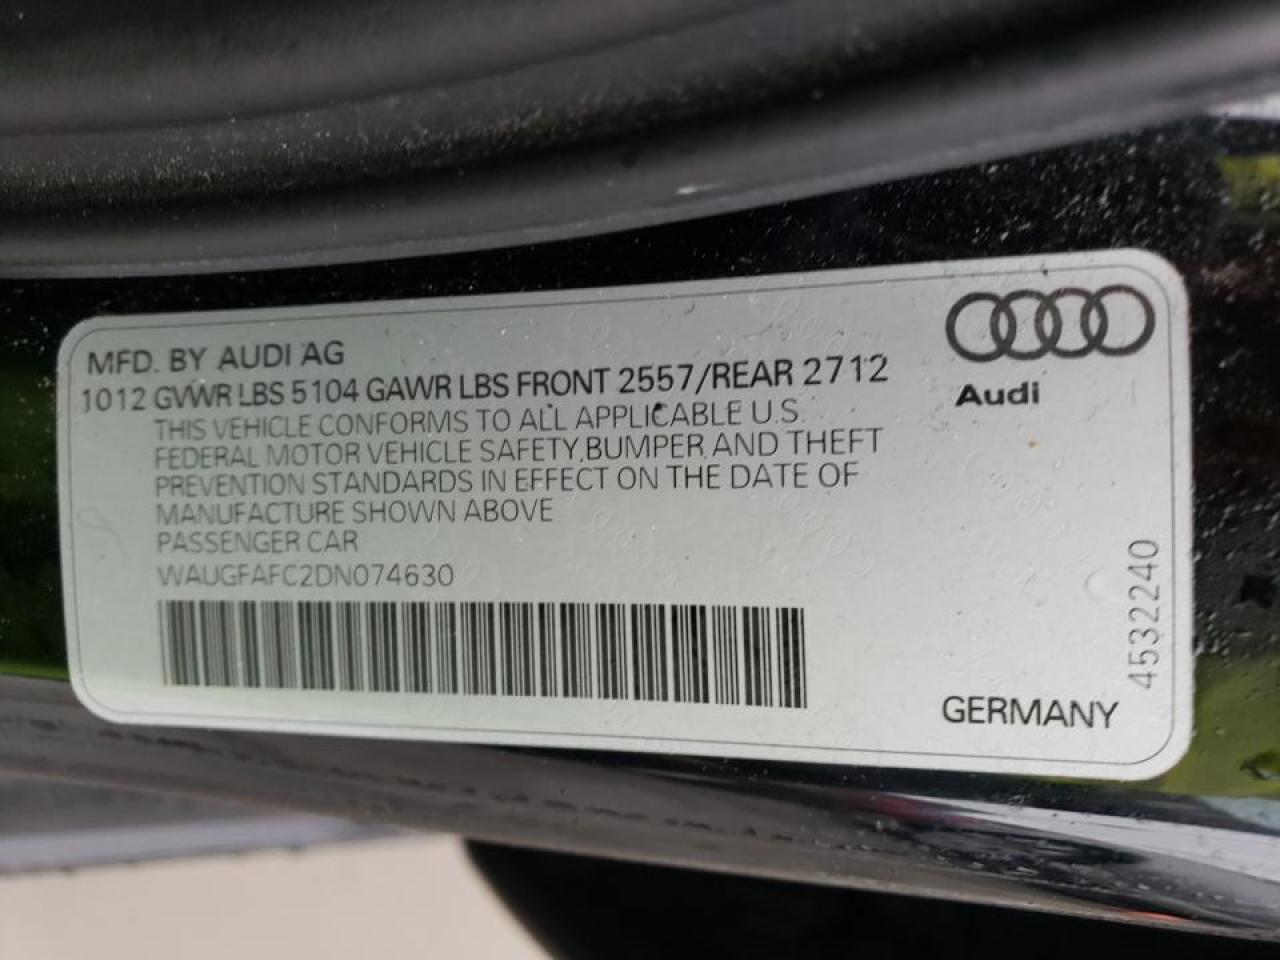 MFD. BY AUDI AG
1012 GVWR LBS 5104 GAWR LBS FRONT 2557/REAR 2712
THIS VEHICLE CONFORMS TO ALL APPLICABLE U.S.
FEDERAL MOTOR VEHICLE SAFETY, BUMPER, AND THEFT
PREVENTION STANDARDS IN EFFECT ON THE DATE OF
MANUFACTURE SHOWN ABOVE
PASSENGER CAR
WAUGFAFC2DN074630
Audi
GERMANY
4532240